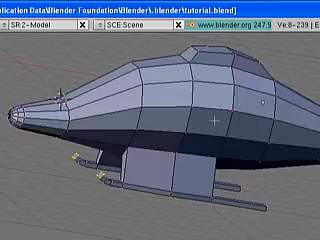 plication Data\Blender Foundation\Blender\.blender\tutorial.blend]
SR:2-Model SCE:Scene www.blender.org 247.9 Ve:8-239 | E